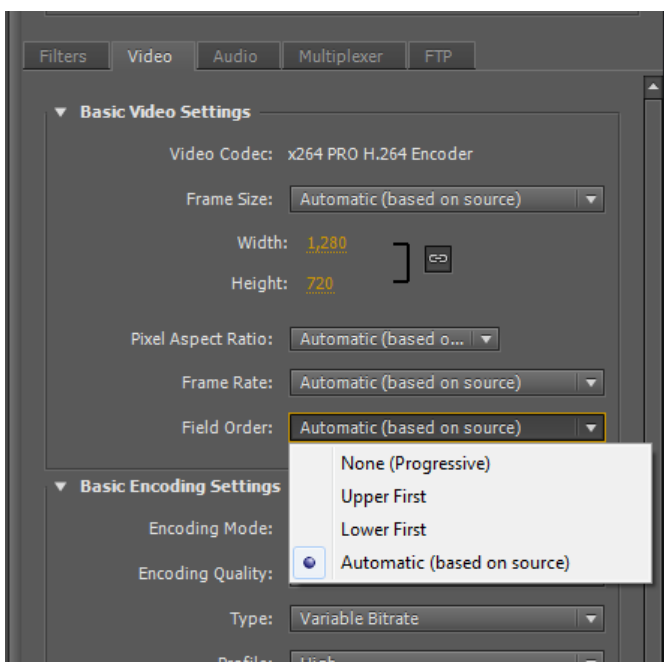 Filters Video Audio Multiplexer FTP
Basic Video Settings
Video Codec: x264 PRO H.264 Encoder
Frame Size: Automatic (based on source)
Width: 1,280
Height: 720
Pixel Aspect Ratio: Automatic (based o...
Frame Rate: Automatic (based on source)
Field Order: Automatic (based on source)
None (Progressive)
Basic Encoding Settings
Upper First
Encoding Mode:
Lower First
Automatic (based on source)
Encoding Quality:
Type: Variable Bitrate
Profile: High